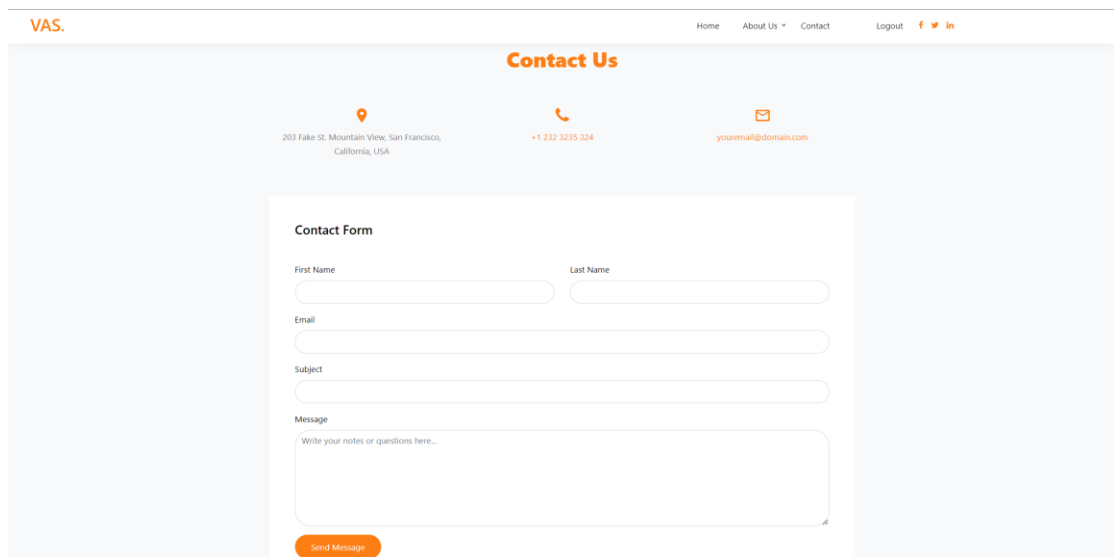 VAS.
Home About Us Contact Logout
Contact Us
203 Fake St. Mountain View, San Francisco,
California, USA
+1 232 3235 324
youremail@domain.com
Contact Form
First Name
Last Name
Email
Subject
Message
Write your notes or questions here...
Send Message